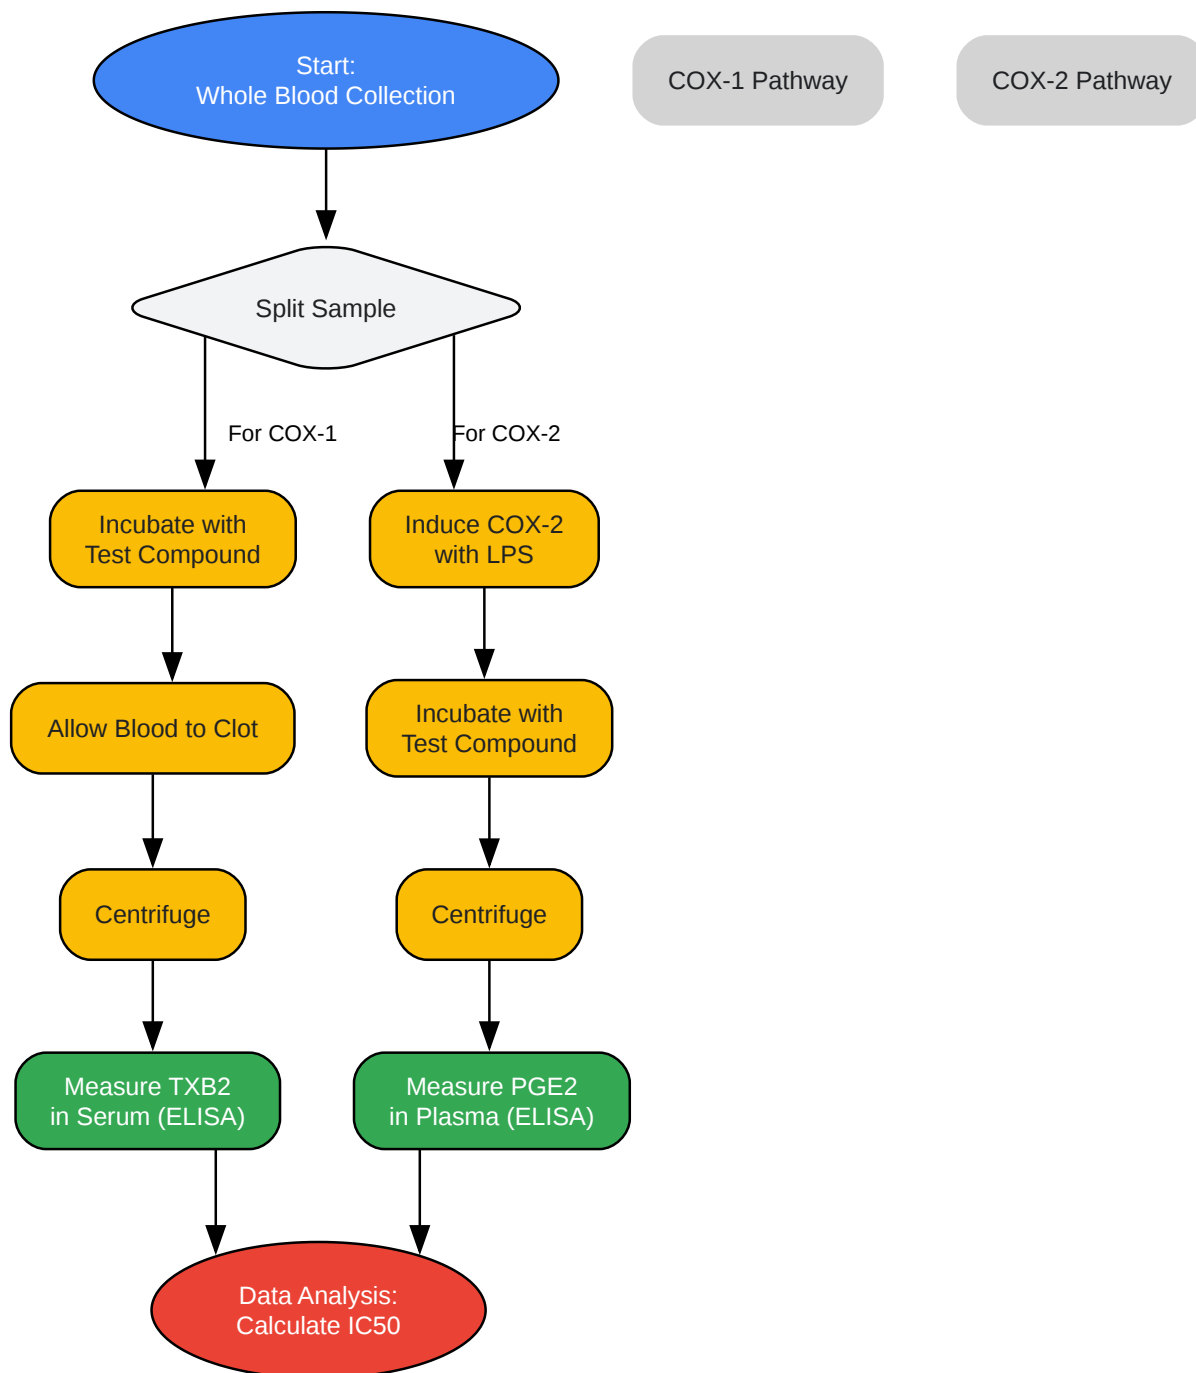 Start:
Whole Blood Collection
COX-1 Pathway
COX-2 Pathway
Split Sample
For COX-1
For COX-2
Incubate with
Test Compound
Induce COX-2
with LPS
Allow Blood to Clot
Incubate with
Test Compound
Centrifuge
Centrifuge
Measure TXB2
in Serum (ELISA)
Measure PGE2
in Plasma (ELISA)
Data Analysis:
Calculate IC50